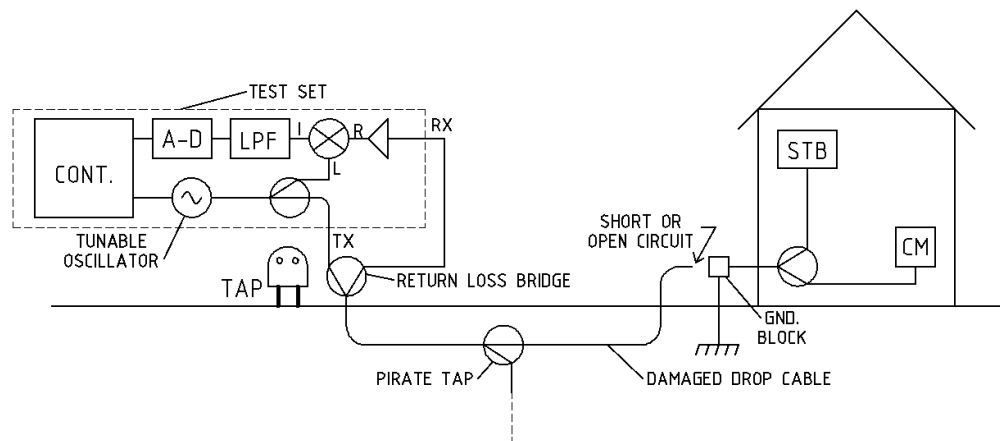 TEST SET
A-D
LPF
I
R
RX
CONT.
L
STB
TUNABLE
OSCILLATOR
TX
SHORT OR
OPEN CIRCUIT
CM
TAP
RETURN LOSS BRIDGE
GND.
BLOCK
PIRATE TAP
DAMAGED DROP CABLE